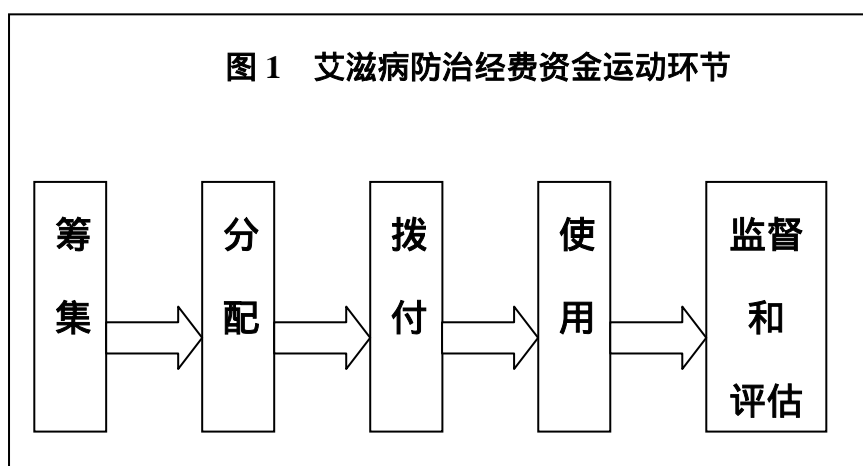 图 1 艾滋病防治经费资金运动环节
筹集
分配
拨付
使用
监督
和
评估